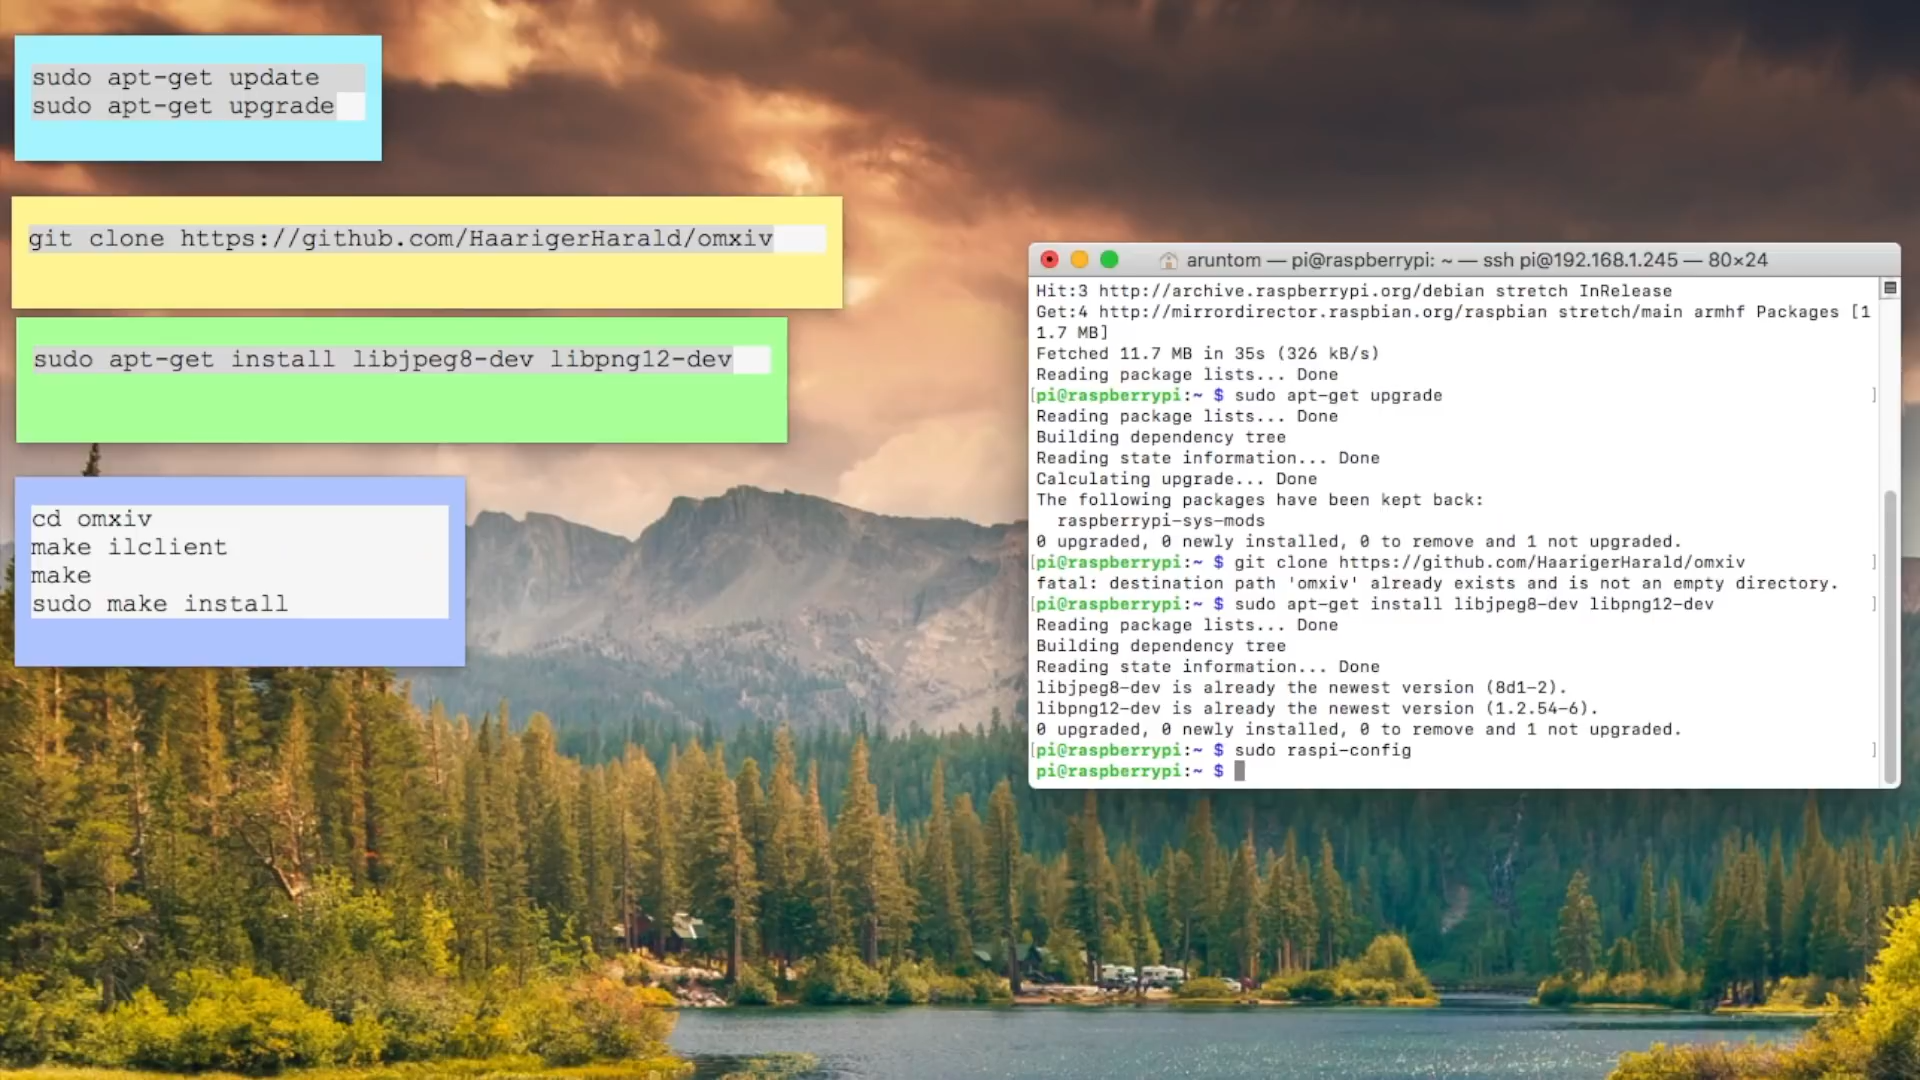 sudo apt-get update
sudo apt-get upgrade
git clone https://github.com/HaarigerHarald/omxiv
sudo apt-get install libjpeg8-dev libpng12-dev
cd omxiv
make ilclient
make
sudo make install
aruntom — pi@raspberrypi: ~ — ssh pi@192.168.1.245 — 80×24
Hit:3 http://archive.raspberrypi.org/debian stretch InRelease
Get:4 http://mirrordirector.raspbian.org/raspbian stretch/main armhf Packages [1
1.7 MB]
Fetched 11.7 MB in 35s (326 kB/s)
Reading package lists... Done
[pi@raspberrypi:~ $ sudo apt-get upgrade ]
Reading package lists... Done
Building dependency tree
Reading state information... Done
Calculating upgrade... Done
The following packages have been kept back:
raspberrypi-sys-mods
0 upgraded, 0 newly installed, 0 to remove and 1 not upgraded.
[pi@raspberrypi:~ $ git clone https://github.com/HaarigerHarald/omxiv ]
fatal: destination path 'omxiv' already exists and is not an empty directory.
[pi@raspberrypi:~ $ sudo apt-get install libjpeg8-dev libpng12-dev ]
Reading package lists... Done
Building dependency tree
Reading state information... Done
libjpeg8-dev is already the newest version (8d1-2).
libpng12-dev is already the newest version (1.2.54-6).
0 upgraded, 0 newly installed, 0 to remove and 1 not upgraded.
[pi@raspberrypi:~ $ sudo raspi-config ]
pi@raspberrypi:~ $